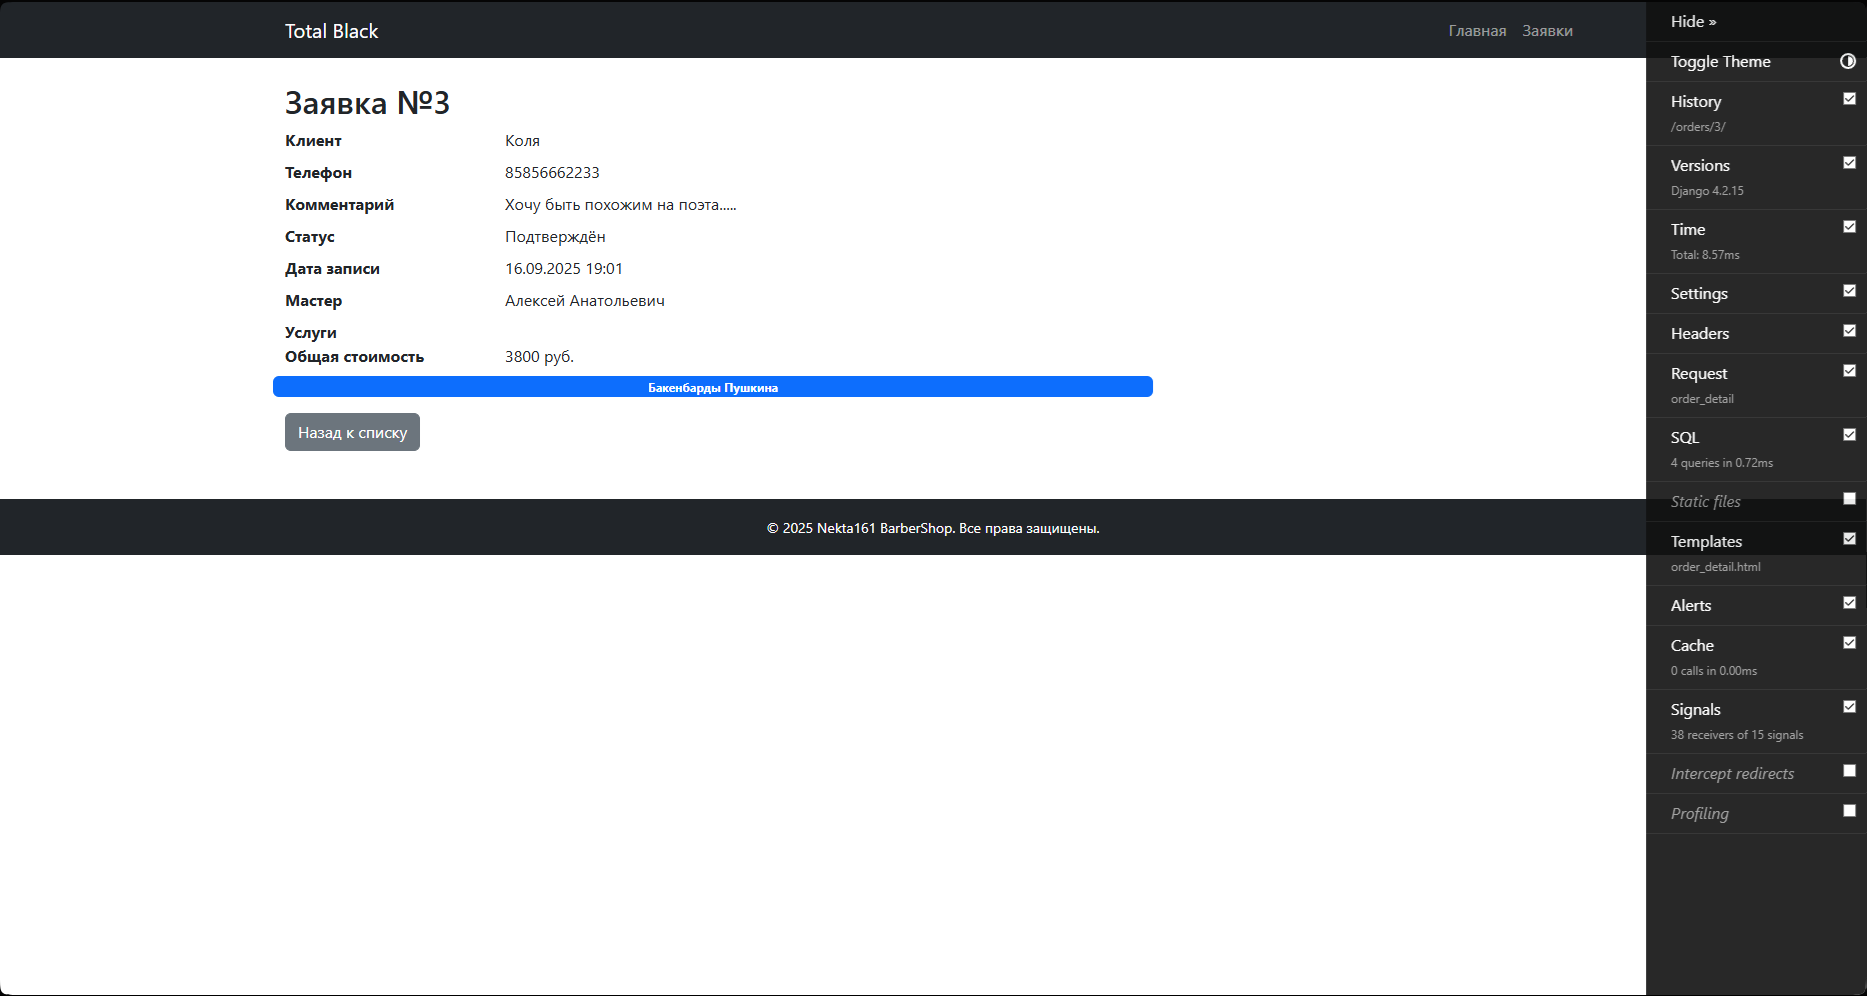 Total Black
Главная
Заявки
Заявка №3
Клиент Коля
Телефон 85856662233
Комментарий Хочу быть похожим на поэта.....
Статус Подтверждён
Дата записи 16.09.2025 19:01
Мастер Алексей Анатольевич
Услуги
Общая стоимость 3800 руб.
Бакенбарды Пушкина
Назад к списку
© 2025 Nekta161 BarberShop. Все права защищены.
Hide »
Toggle Theme
History
/orders/3/
Versions
Django 4.2.15
Time
Total: 8.57ms
Settings
Headers
Request
order_detail
SQL
4 queries in 0.72ms
Static files
Templates
order_detail.html
Alerts
Cache
0 calls in 0.00ms
Signals
38 receivers of 15 signals
Intercept redirects
Profiling